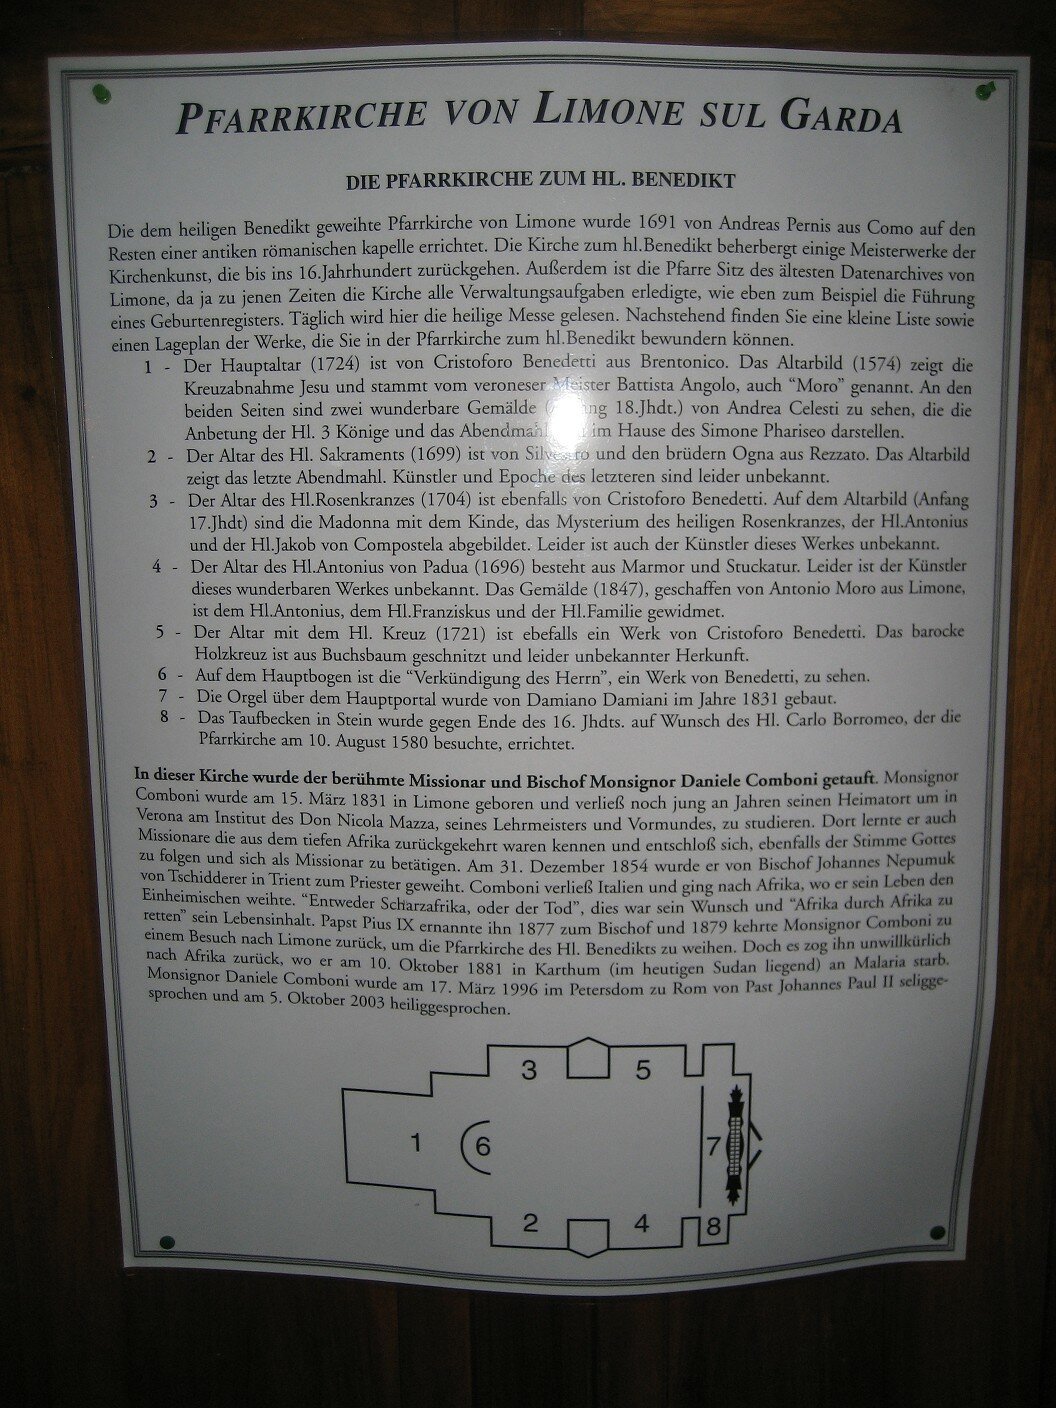 PFARRKIRCHE VON LIMONE SUL GARDA
DIE PFARRKIRCHE ZUM HL. BENEDIKT
Die dem heiligen Benedikt geweihte Pfarrkirche von Limone wurde 1691 von Andreas Pernis aus Como auf den
Resten einer antiken römanischen kapelle errichtet. Die Kirche zum hl.Benedikt beherbergt einige Meisterwerke der
Kirchenkunst, die bis ins 16.Jahrhundert zurückgehen. Außerdem ist die Pfarre Sitz des ältesten Datenarchives von
Limone, da ja zu jenen Zeiten die Kirche alle Verwaltungsaufgaben erledigte, wie eben zum Beispiel die Führung
eines Geburtenregisters. Täglich wird hier die heilige Messe gelesen. Nachstehend finden Sie eine kleine Liste sowie
einen Lageplan der Werke, die Sie in der Pfarrkirche zum hl.Benedikt bewundern können.
1 - Der Hauptaltar (1724) ist von Cristoforo Benedetti aus Brentonico. Das Altarbild (1574) zeigt die
Kreuzabnahme Jesu und stammt vom veroneser Meister Battista Angolo, auch “Moro” genannt. An den
beiden Seiten sind zwei wunderbare Gemälde 18.Jhdt.) von Andrea Celesti zu sehen, die die
Anbetung der Hl. 3 Könige und das Abendmahl im Hause des Simone Phariseo darstellen.
2 - Der Altar des Hl. Sakraments (1699) ist von Silvestro und den brüdern Ogna aus Rezzato. Das Altarbild
zeigt das letzte Abendmahl. Künstler und Epoche des letzteren sind leider unbekannt.
3 - Der Altar des Hl.Rosenkranzes (1704) ist ebenfalls von Cristoforo Benedetti. Auf dem Altarbild (Anfang
17.Jhdt) sind die Madonna mit dem Kinde, das Mysterium des heiligen Rosenkranzes, der Hl.Antonius
und der Hl.Jakob von Compostela abgebildet. Leider ist auch der Künstler dieses Werkes unbekannt.
4 - Der Altar des Hl.Antonius von Padua (1696) besteht aus Marmor und Stuckatur. Leider ist der Künstler
dieses wunderbaren Werkes unbekannt. Das Gemälde (1847), geschaffen von Antonio Moro aus Limone,
ist dem Hl.Antonius, dem Hl.Franziskus und der Hl.Familie gewidmet.
5 - Der Altar mit dem Hl. Kreuz (1721) ist ebefalls ein Werk von Cristoforo Benedetti. Das barocke
Holzkreuz ist aus Buchsbaum geschnitzt und leider unbekannter Herkunft.
6 - Auf dem Hauptbogen ist die “Verkündigung des Herrn”, ein Werk von Benedetti, zu sehen.
7 - Die Orgel über dem Hauptportal wurde von Damiano Damiani im Jahre 1831 gebaut.
8 - Das Taufbecken in Stein wurde gegen Ende des 16. Jhdts. auf Wunsch des Hl. Carlo Borromeo, der die
Pfarrkirche am 10. August 1580 besuchte, errichtet.
In dieser Kirche wurde der berühmte Missionar und Bischof Monsignor Daniele Comboni getauft. Monsignor
Comboni wurde am 15. März 1831 in Limone geboren und verließ noch jung an Jahren seinen Heimatort um in
Verona am Institut des Don Nicola Mazza, seines Lehrmeisters und Vormundes, zu studieren. Dort lernte er auch
Missionare die aus dem tiefen Afrika zurückgekehrt waren kennen und entschloß sich, ebenfalls der Stimme Gottes
zu folgen und sich als Missionar zu betätigen. Am 31. Dezember 1854 wurde er von Bischof Johannes Nepumuk
von Tschidderer in Trient zum Priester geweiht. Comboni verließ Italien und ging nach Afrika, wo er sein Leben den
Einheimischen weihte. “Entweder Scharzafrika, oder der Tod”, dies war sein Wunsch und “Afrika durch Afrika zu
retten” sein Lebensinhalt. Papst Pius IX ernannte ihn 1877 zum Bischof und 1879 kehrte Monsignor Comboni zu
einem Besuch nach Limone zurück, um die Pfarrkirche des Hl. Benedikts zu weihen. Doch es zog ihn unwillkürlich
nach Afrika zurück, wo er am 10. Oktober 1881 in Karthum (im heutigen Sudan liegend) an Malaria starb.
Monsignor Daniele Comboni wurde am 17. März 1996 im Petersdom zu Rom von Past Johannes Paul II seligge-
sprochen und am 5. Oktober 2003 heiliggesprochen.
3 5
1 6 7
2 4 8